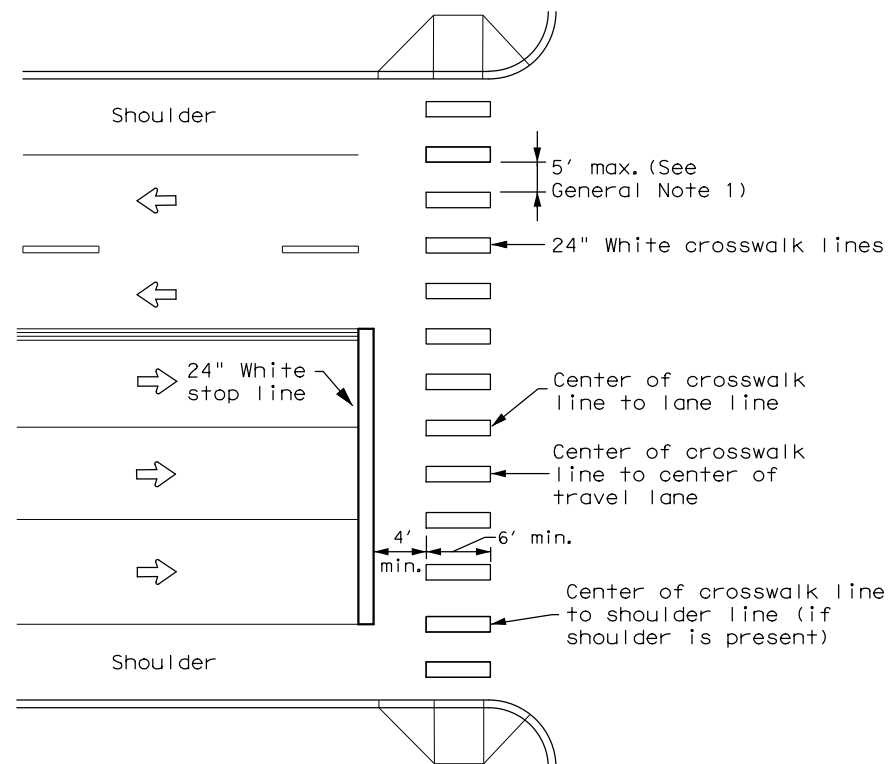 Shoulder
5' max. (See
General Note 1)
24" White crosswalk lines
24" White
stop line
Center of crosswalk
line to lane line
Center of crosswalk
line to center of
travel lane
4'
min.
6' min.
Center of crosswalk line
to shoulder line (if
shoulder is present)
Shoulder